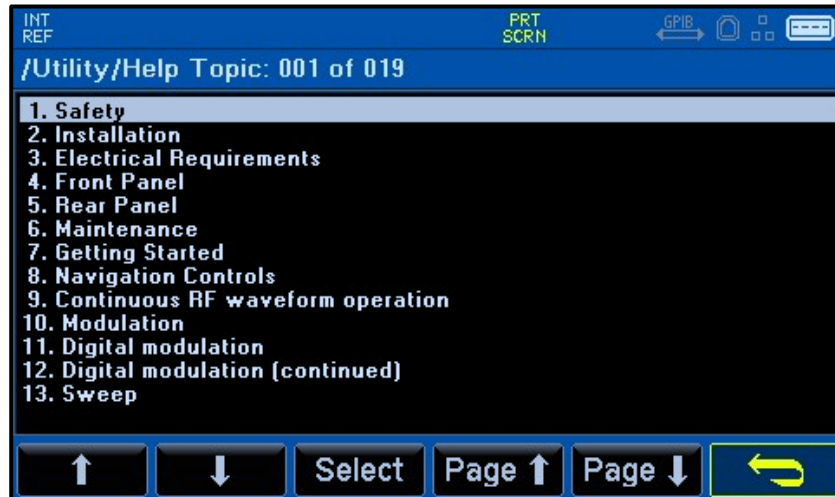 INT
REF
PRT
SCRN
GPIB
/Utility/Help Topic: 001 of 019
1. Safety
2. Installation
3. Electrical Requirements
4. Front Panel
5. Rear Panel
6. Maintenance
7. Getting Started
8. Navigation Controls
9. Continuous RF waveform operation
10. Modulation
11. Digital modulation
12. Digital modulation (continued)
13. Sweep
↑ ↓ Select Page ↑ Page ↓